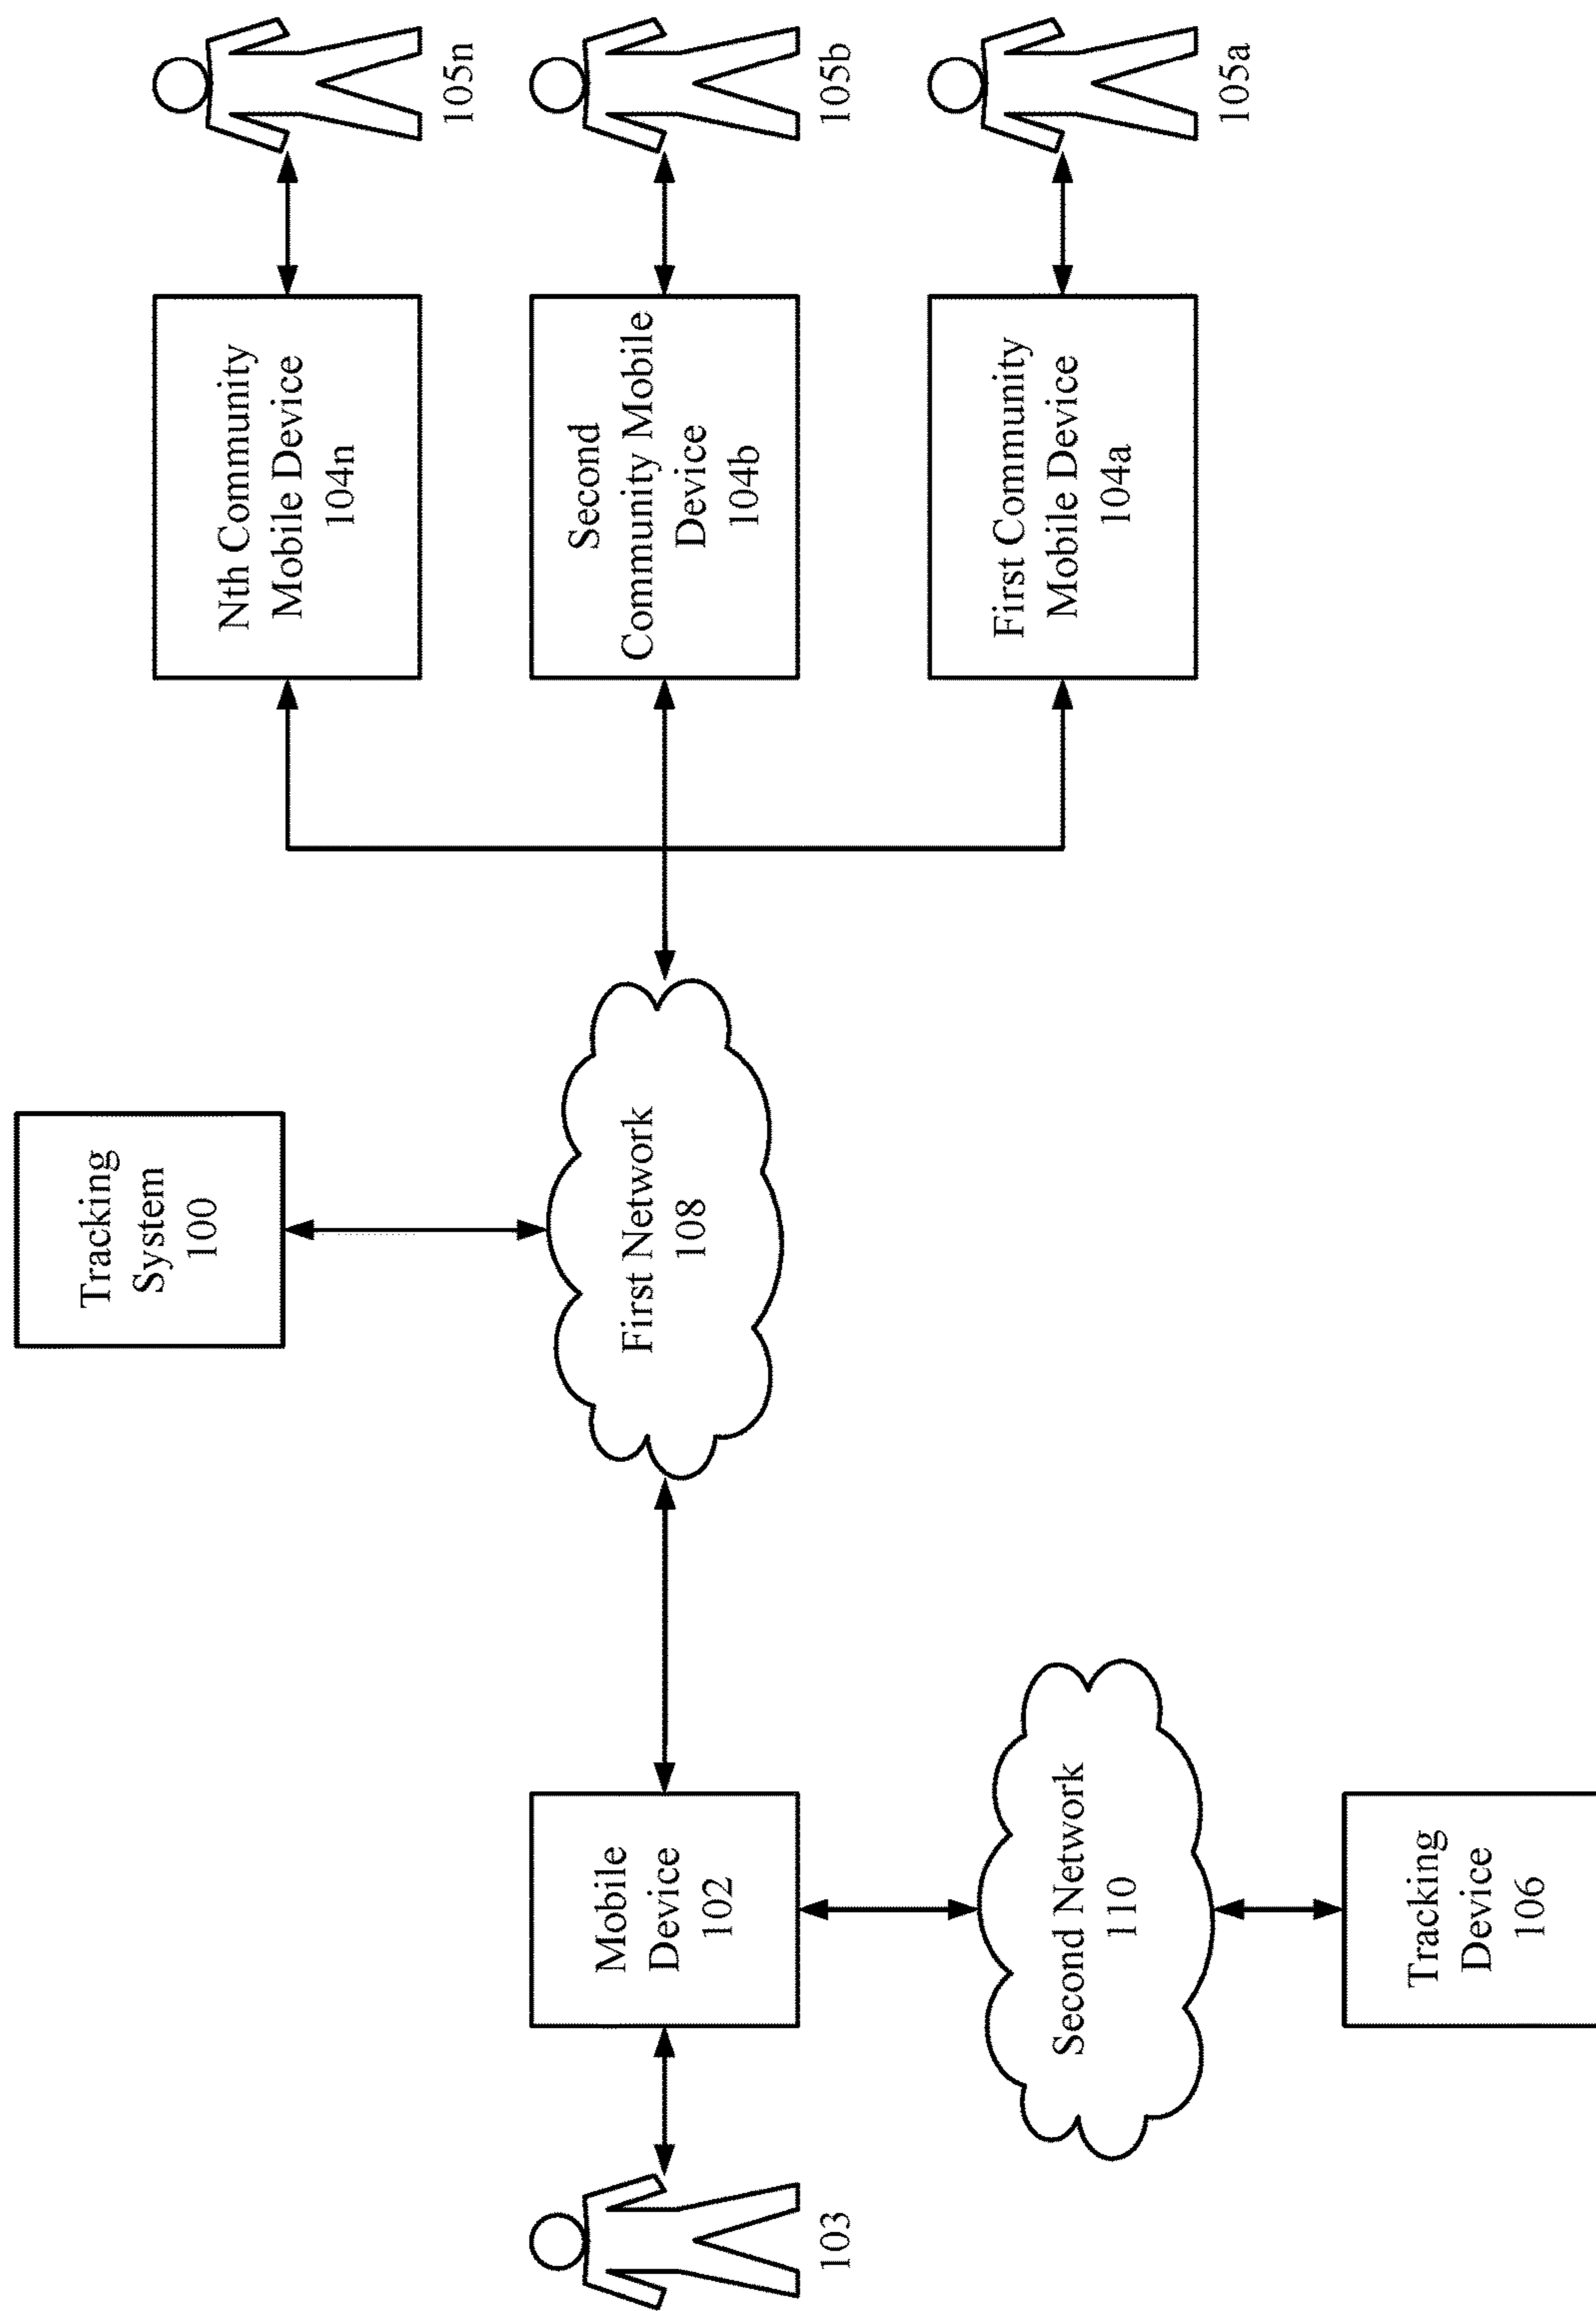 Tracking
System
100
Nth Community
Mobile Device
104n
105n
103
Mobile
Device
102
First Network
108
Second
Community Mobile
Device
104b
105b
Second Network
110
First Community
Mobile Device
104a
105a
Tracking
Device
106